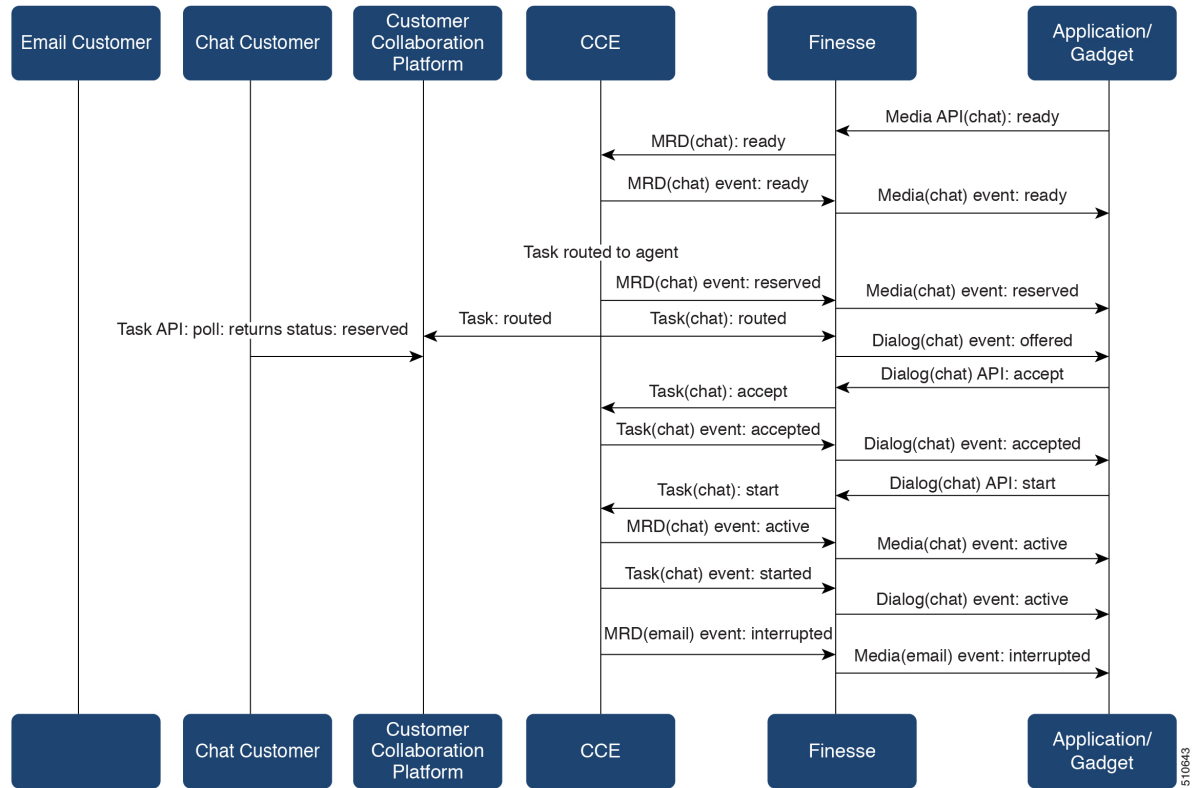 Email Customer
Chat Customer
Customer
Collaboration
Platform
CCE
Finesse
Application/
Gadget
Media API(chat): ready
MRD(chat): ready
MRD(chat) event: ready
Media(chat) event: ready
Task routed to agent
MRD(chat) event: reserved
Media(chat) event: reserved
Task API: poll: returns status: reserved
Task: routed
Task(chat): routed
Dialog(chat) event: offered
Dialog(chat) API: accept
Task(chat): accept
Task(chat) event: accepted
Dialog(chat) event: accepted
Dialog(chat) API: start
Task(chat): start
MRD(chat) event: active
Media(chat) event: active
Task(chat) event: started
Dialog(chat) event: active
MRD(email) event: interrupted
Media(email) event: interrupted
Chat Customer
Customer
Collaboration
Platform
CCE
Finesse
Application/
Gadget
510643